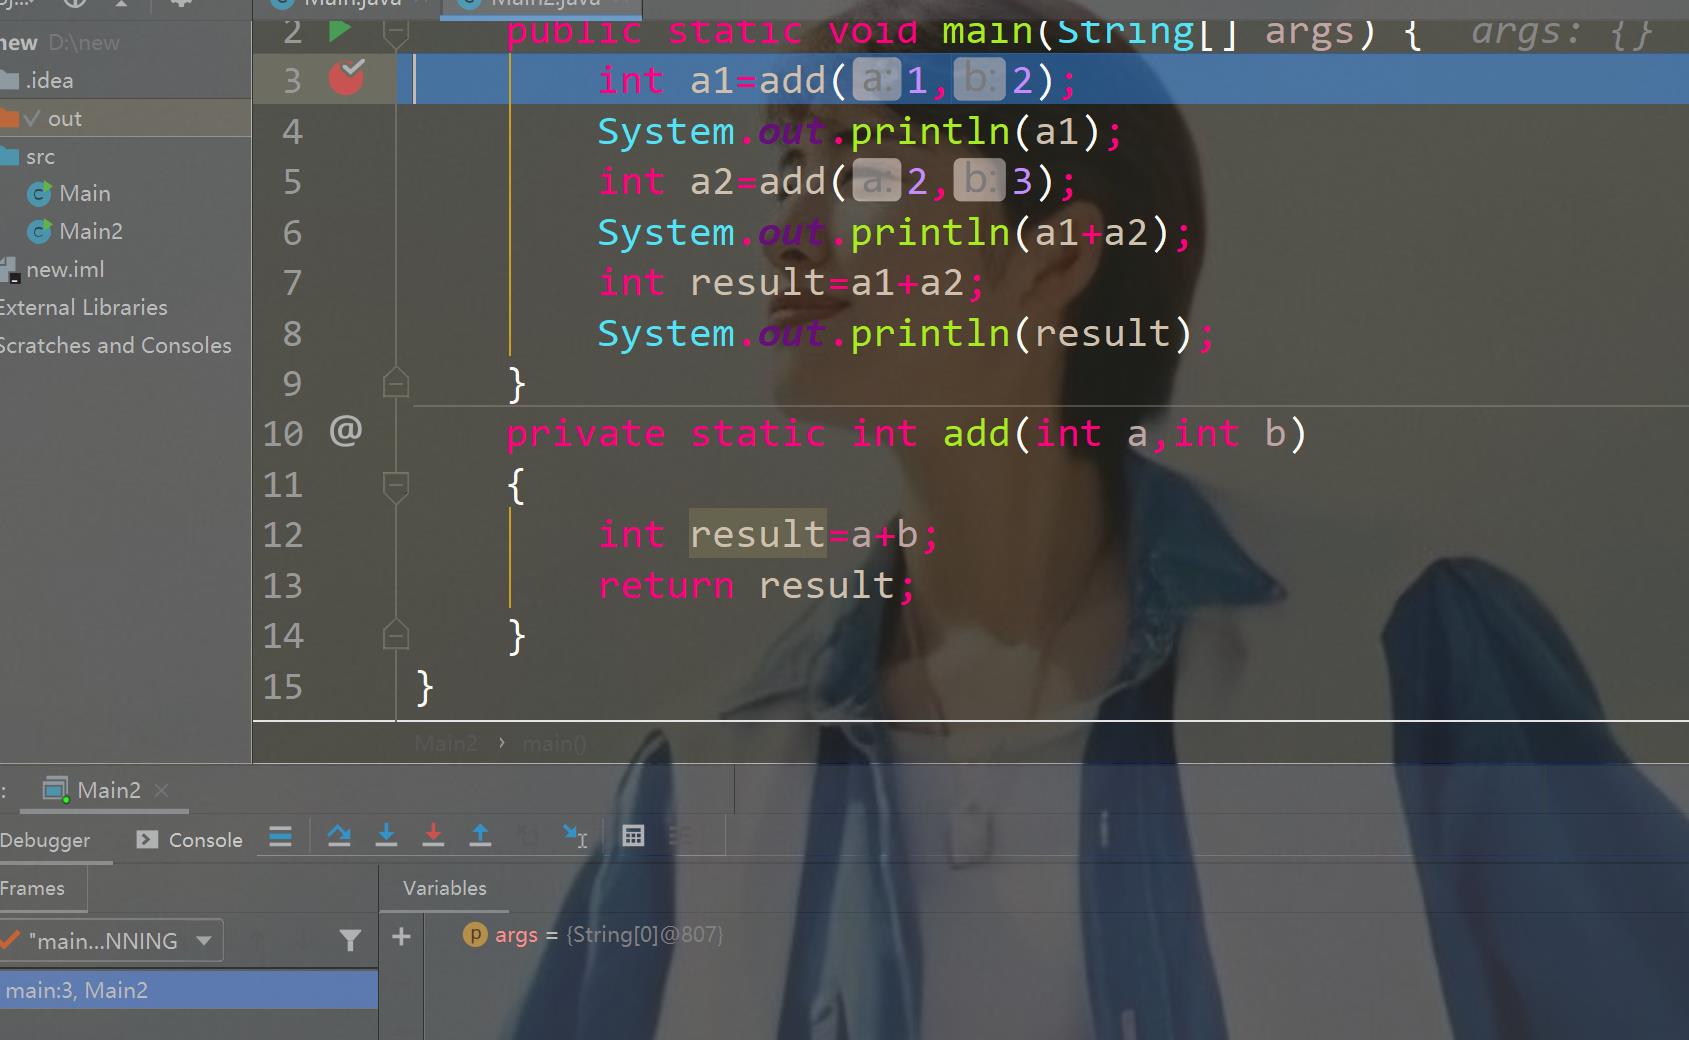 Main.java Main2.java
new D:\new
.idea
out
src
Main
Main2
new.iml
External Libraries
Scratches and Consoles
2 public static void main(String[] args) { args: {}
3 int a1=add( a: 1, b: 2);
4 System.out.println(a1);
5 int a2=add( a: 2, b: 3);
6 System.out.println(a1+a2);
7 int result=a1+a2;
8 System.out.println(result);
9 }
10 @ private static int add(int a,int b)
11 {
12 int result=a+b;
13 return result;
14 }
15 }
Main2 › main()
: Main2
Debugger Console
Frames Variables
"main...NNING
args = {String[0]@807}
main:3, Main2